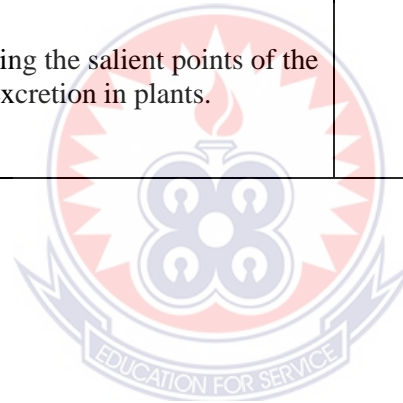 ing the salient points of the
xcretion in plants.
EDUCATION FOR SERVICE